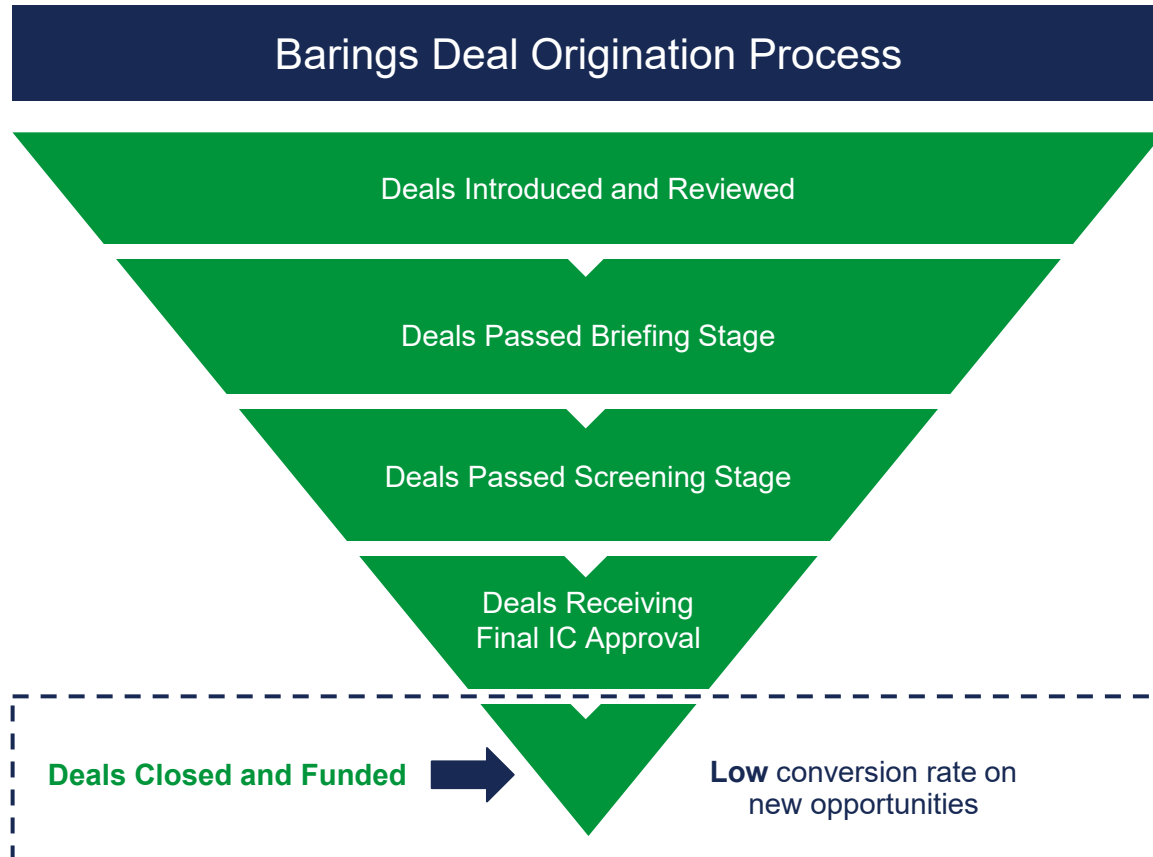 Barings Deal Origination Process
Deals Introduced and Reviewed
Deals Passed Briefing Stage
Deals Passed Screening Stage
Deals Receiving
Final IC Approval
Deals Closed and Funded
Low conversion rate on
new opportunities